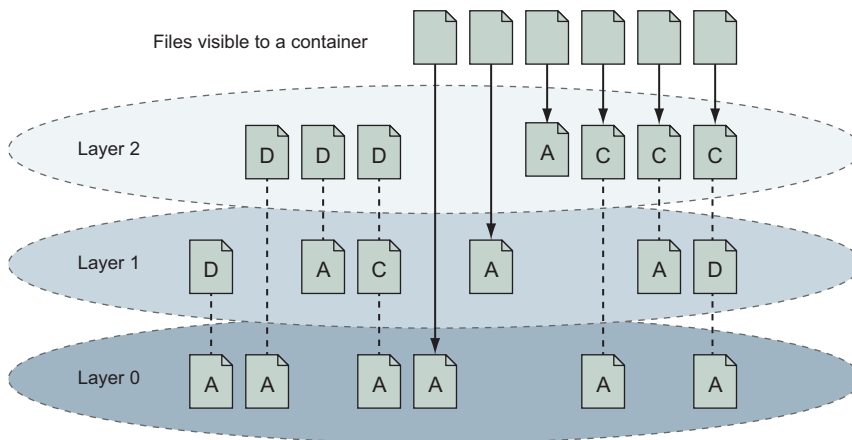 Files visible to a container
Layer 2
D D D A C C C
Layer 1
D A C A A D
Layer 0
A A A A A A